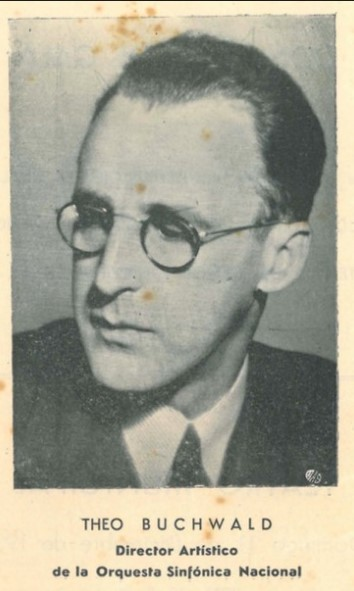 THEO BUCHWALD
Director Artístico
de la Orquesta Sinfónica Nacional